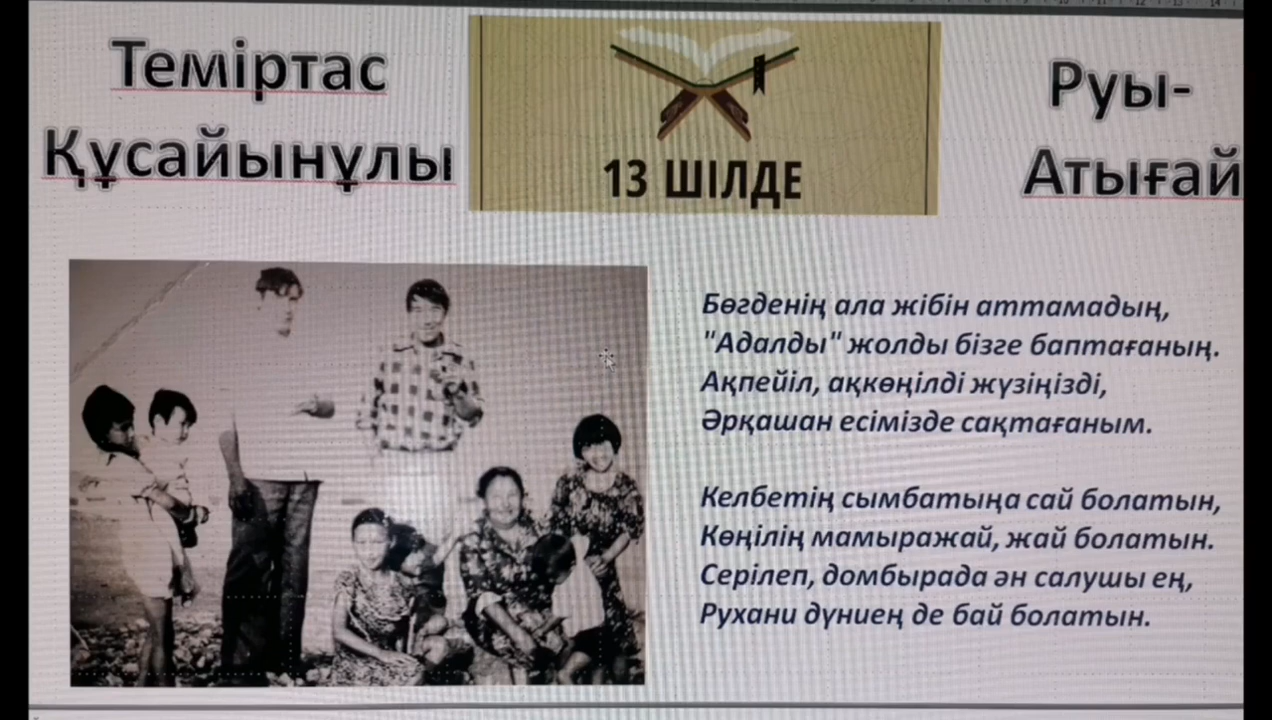 Теміртас
Құсайынұлы
13 ШІЛДЕ
Руы-
Атығай
Бөгденің ала жібін аттамадың,
"Адалды" жолды бізге баптағаның.
Ақпейіл, ақкөңілді жүзіңізді,
Әрқашан есімізде сақтағаным.
Келбетің сымбатыңа сай болатын,
Көңілің мамыражай, жай болатын.
Серілеп, домбырада ән салушы ең,
Рухани дүниең де бай болатын.